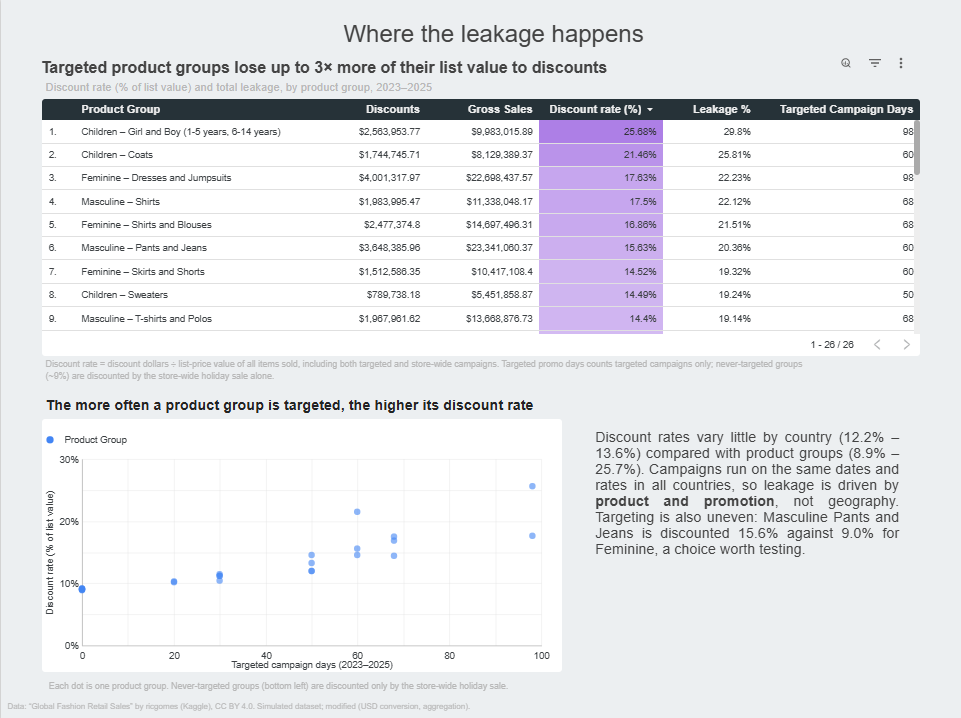 Where the leakage happens
Targeted product groups lose up to 3× more of their list value to discounts
Discount rate (% of list value) and total leakage, by product group, 2023–2025
Product Group Discounts Gross Sales Discount rate (%) Leakage % Targeted Campaign Days
1. Children – Girl and Boy (1-5 years, 6-14 years) $2,563,953.77 $9,983,015.89 25.68% 29.8% 98
2. Children – Coats $1,744,745.71 $8,129,389.37 21.46% 25.81% 60
3. Feminine – Dresses and Jumpsuits $4,001,317.97 $22,698,437.57 17.63% 22.23% 98
4. Masculine – Shirts $1,983,995.47 $11,338,048.17 17.5% 22.12% 68
5. Feminine – Shirts and Blouses $2,477,374.8 $14,697,496.31 16.86% 21.51% 68
6. Masculine – Pants and Jeans $3,648,385.96 $23,341,060.37 15.63% 20.36% 60
7. Feminine – Skirts and Shorts $1,512,586.35 $10,417,108.4 14.52% 19.32% 60
8. Children – Sweaters $789,738.18 $5,451,858.87 14.49% 19.24% 50
9. Masculine – T-shirts and Polos $1,967,961.62 $13,668,876.73 14.4% 19.14% 68
1 - 26 / 26
Discount rate = discount dollars ÷ list-price value of all items sold, including both targeted and store-wide campaigns. Targeted promo days counts targeted campaigns only; never-targeted groups
(~9%) are discounted by the store-wide holiday sale alone.
The more often a product group is targeted, the higher its discount rate
Product Group
30%
20%
10%
0%
Discount rate (% of list value)
0 20 40 60 80 100
Targeted campaign days (2023–2025)
Each dot is one product group. Never-targeted groups (bottom left) are discounted only by the store-wide holiday sale.
Discount rates vary little by country (12.2% –
13.6%) compared with product groups (8.9% –
25.7%). Campaigns run on the same dates and
rates in all countries, so leakage is driven by
product and promotion, not geography.
Targeting is also uneven: Masculine Pants and
Jeans is discounted 15.6% against 9.0% for
Feminine, a choice worth testing.
Data: “Global Fashion Retail Sales” by ricgomes (Kaggle), CC BY 4.0. Simulated dataset; modified (USD conversion, aggregation).